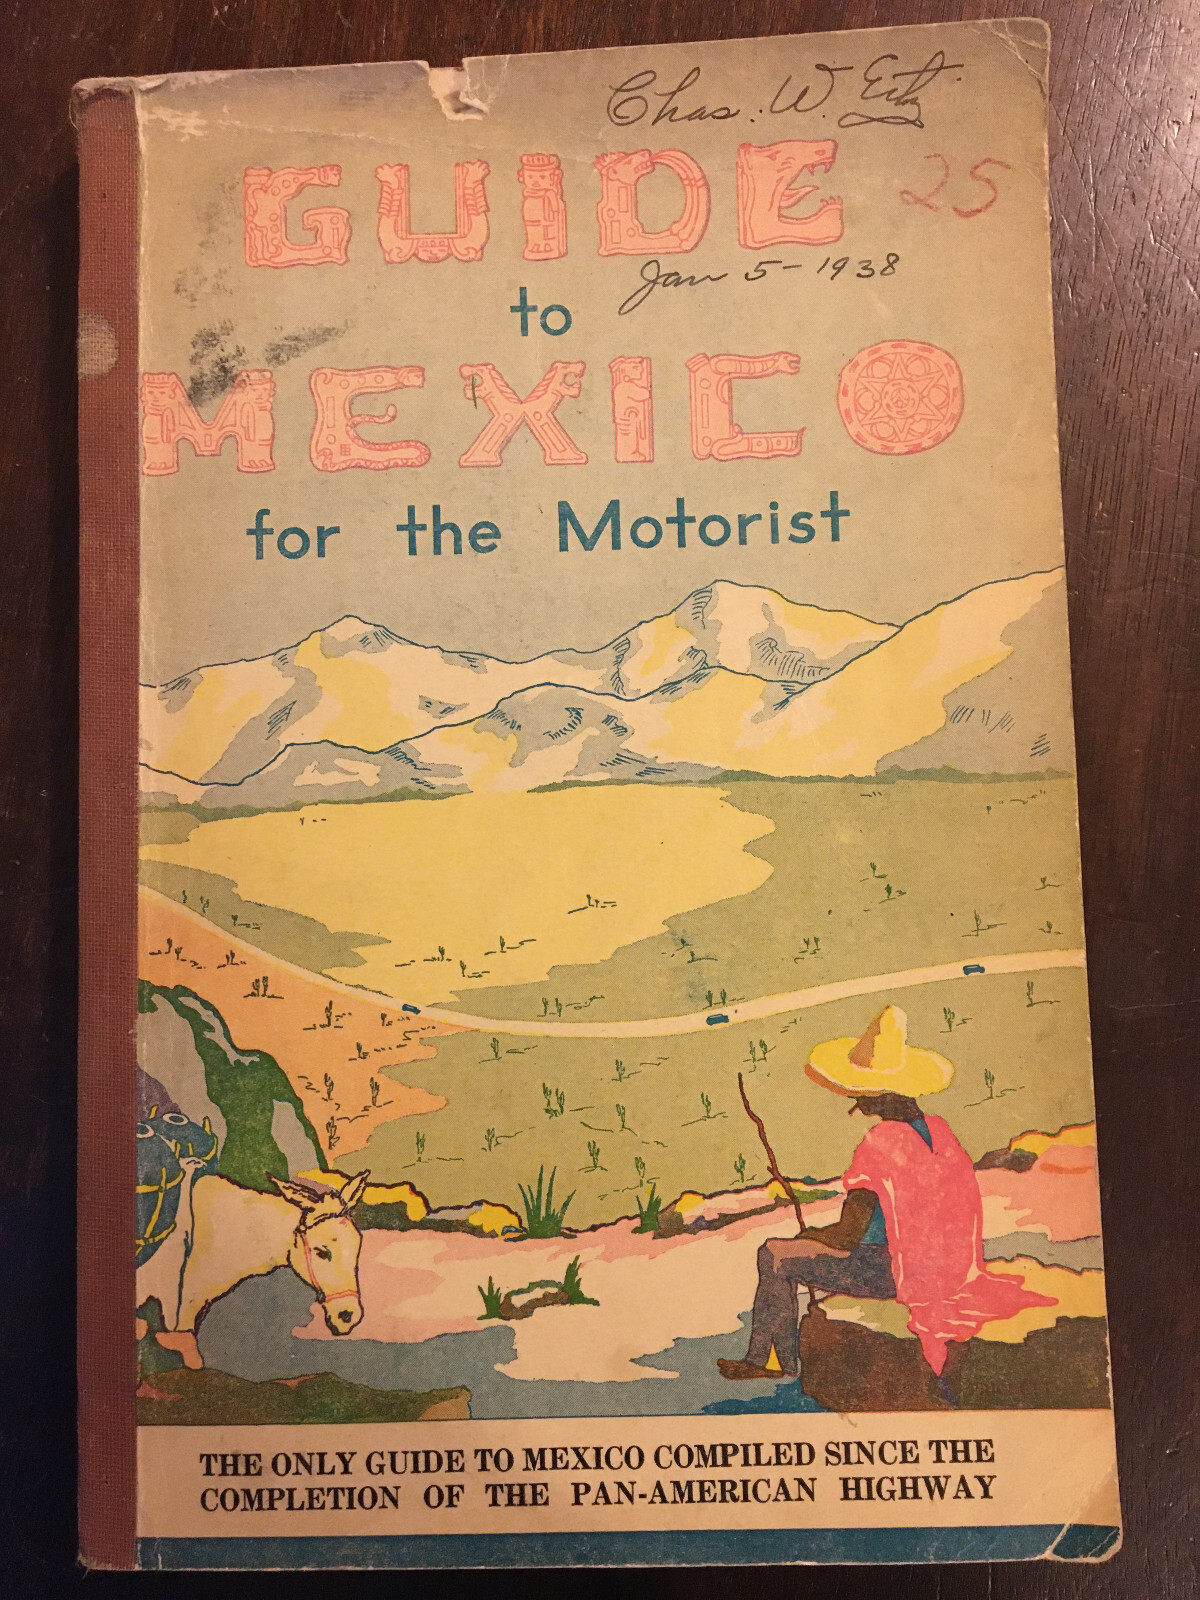 Chas. W.
GUIDE
25
Jan 5-1938
to
MEXICO
for the Motorist
THE ONLY GUIDE TO MEXICO COMPILED SINCE THE
COMPLETION OF THE PAN-AMERICAN HIGHWAY